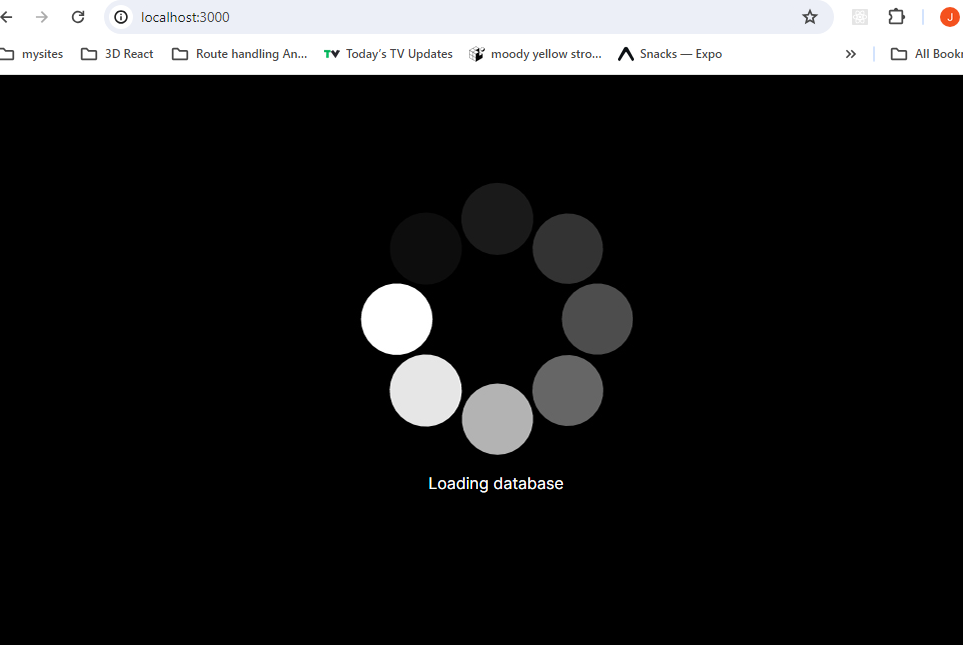 localhost:3000
J
mysites
3D React
Route handling An...
TV Today's TV Updates
moody yellow stro...
Snacks — Expo
All Bookn
Loading database